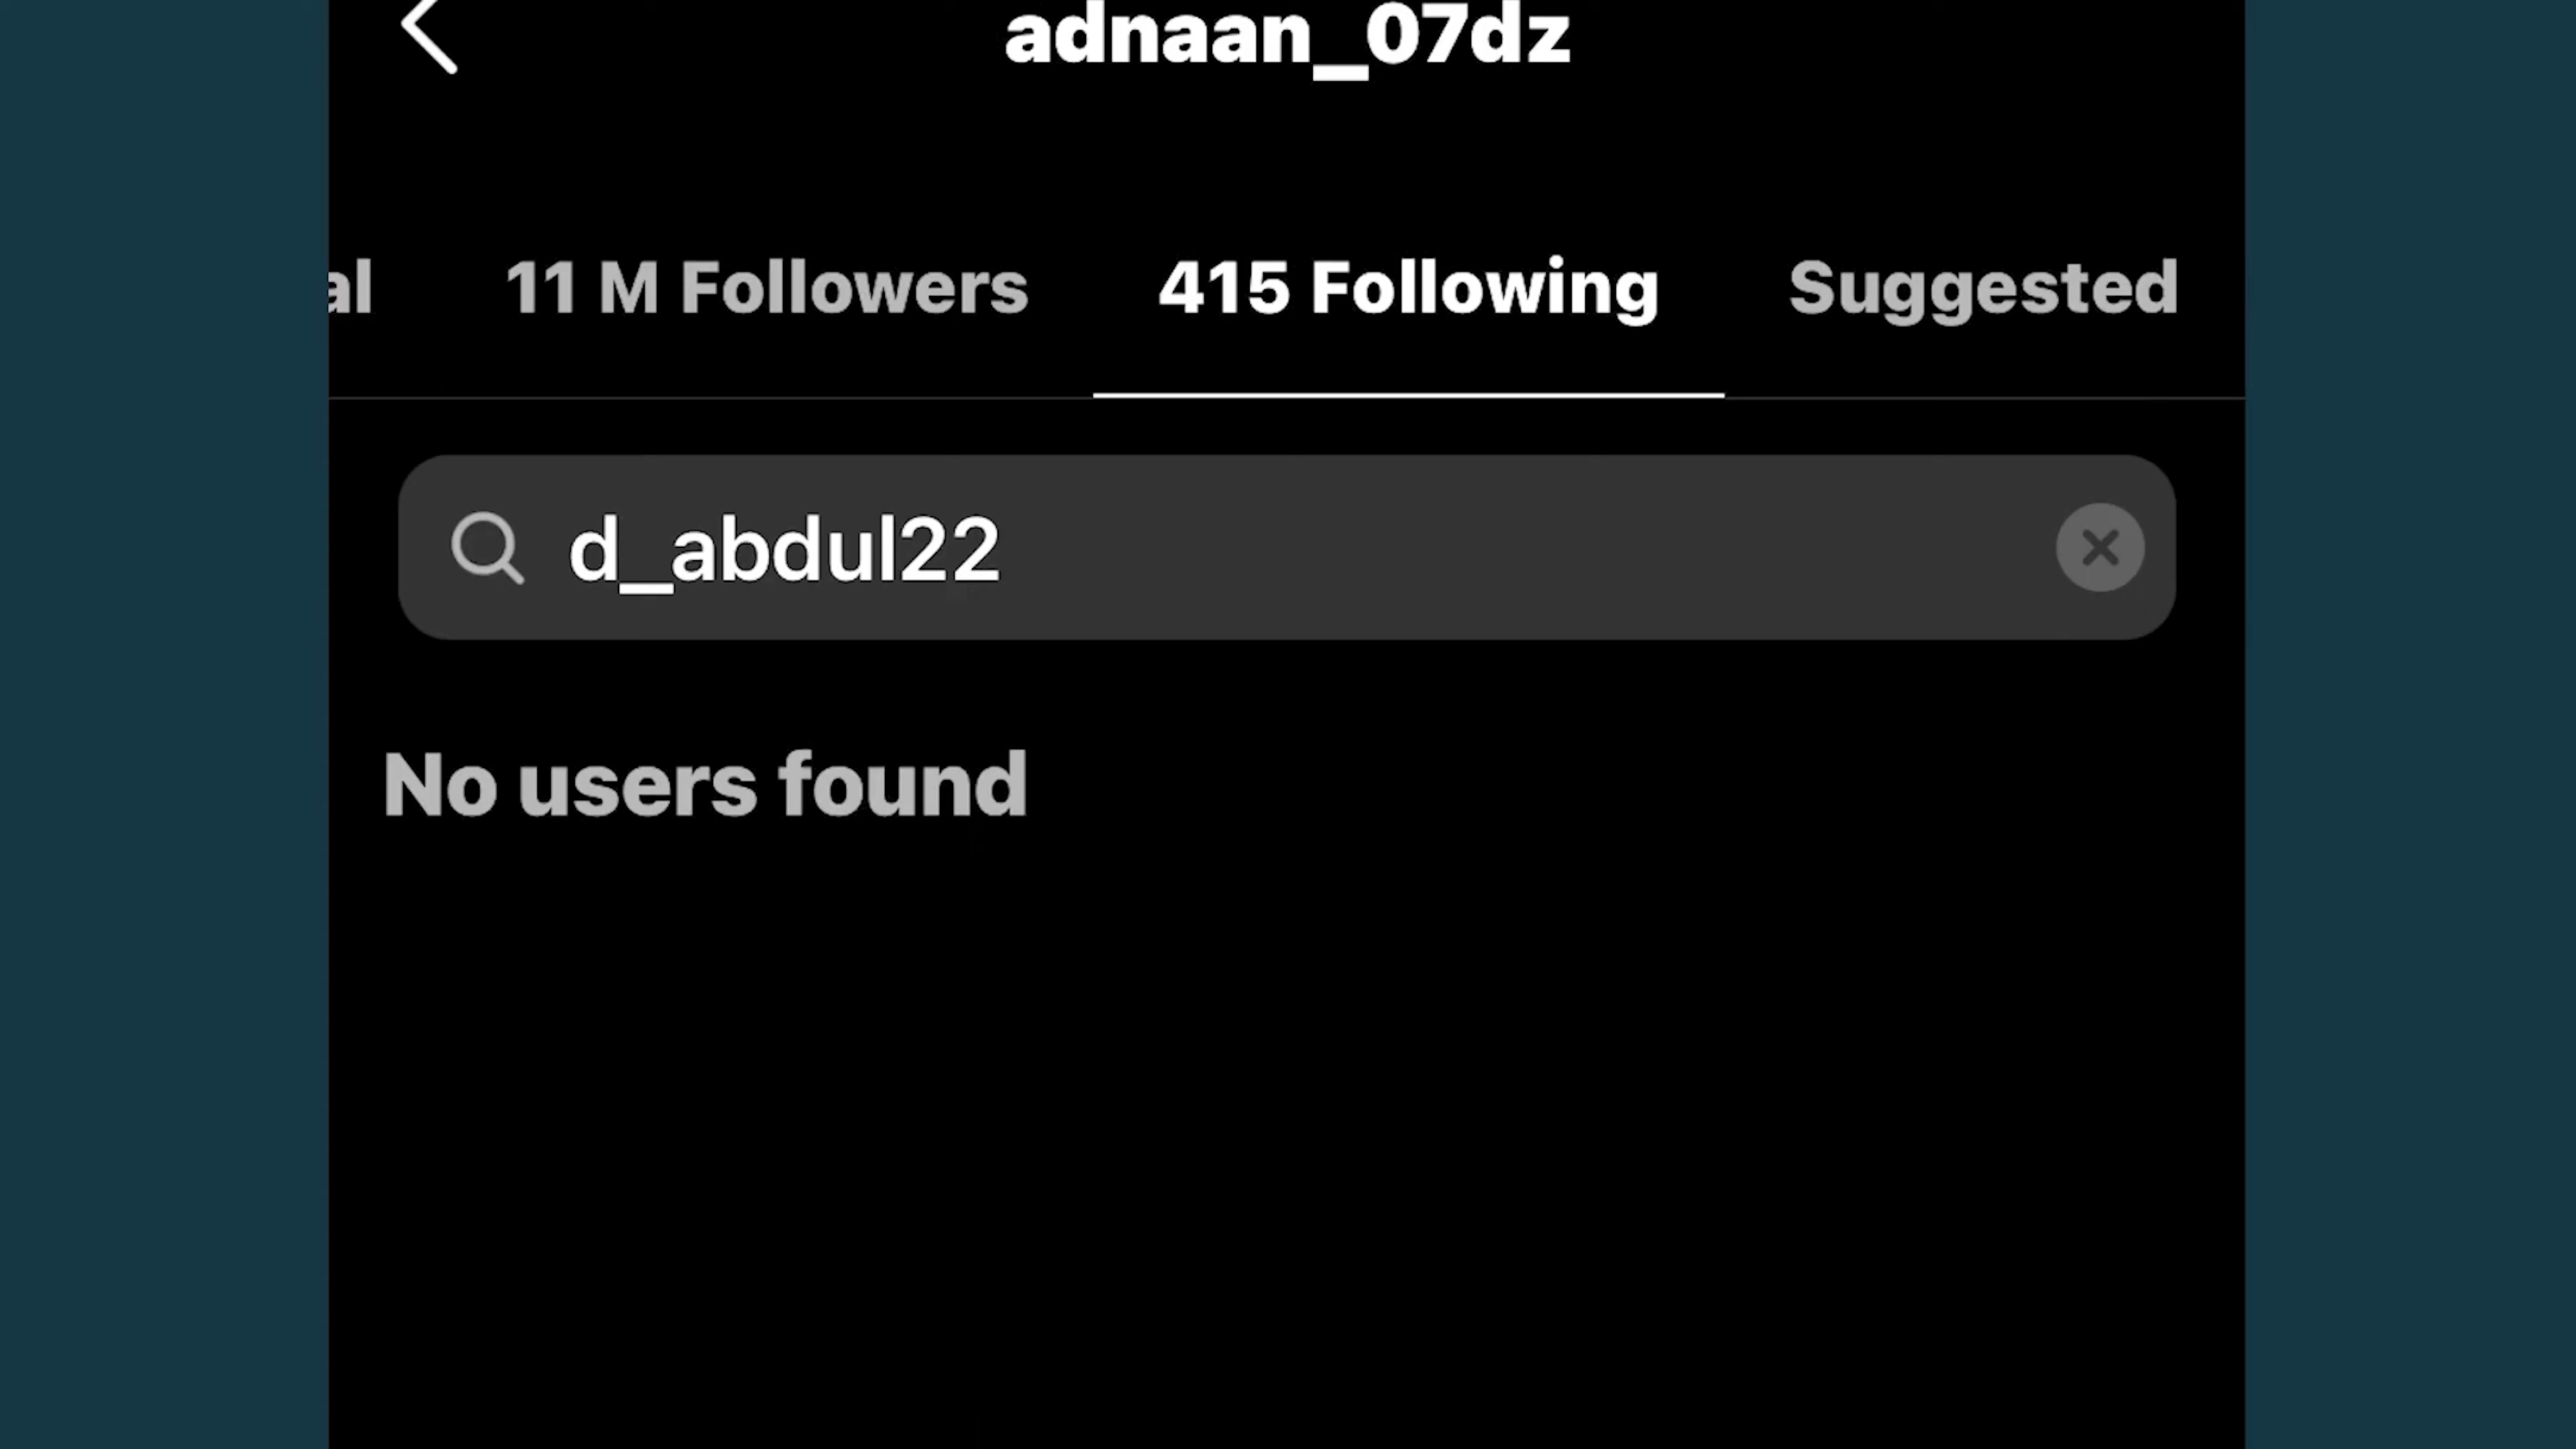 adnaan_07dz
al 11 M Followers 415 Following Suggested
d_abdul22
No users found